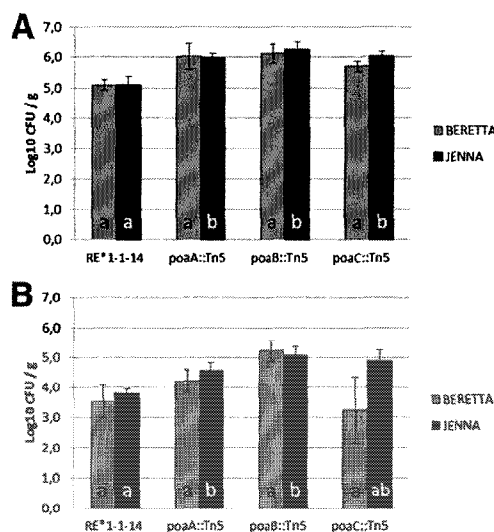 A
Log10 CFU / g
7,0
6,0
5,0
4,0
3,0
2,0
1,0
0,0
a a
a b
a b
a b
RE*1-1-14 poaA::Tn5 poaB::Tn5 poaC::Tn5
BERETTA
JENNA
B
Log10 CFU / g
7,0
6,0
5,0
4,0
3,0
2,0
1,0
0,0
a a
a b
a b
a ab
RE*1-1-14 poaA::Tn5 poaB::Tn5 poaC::Tn5
BERETTA
JENNA